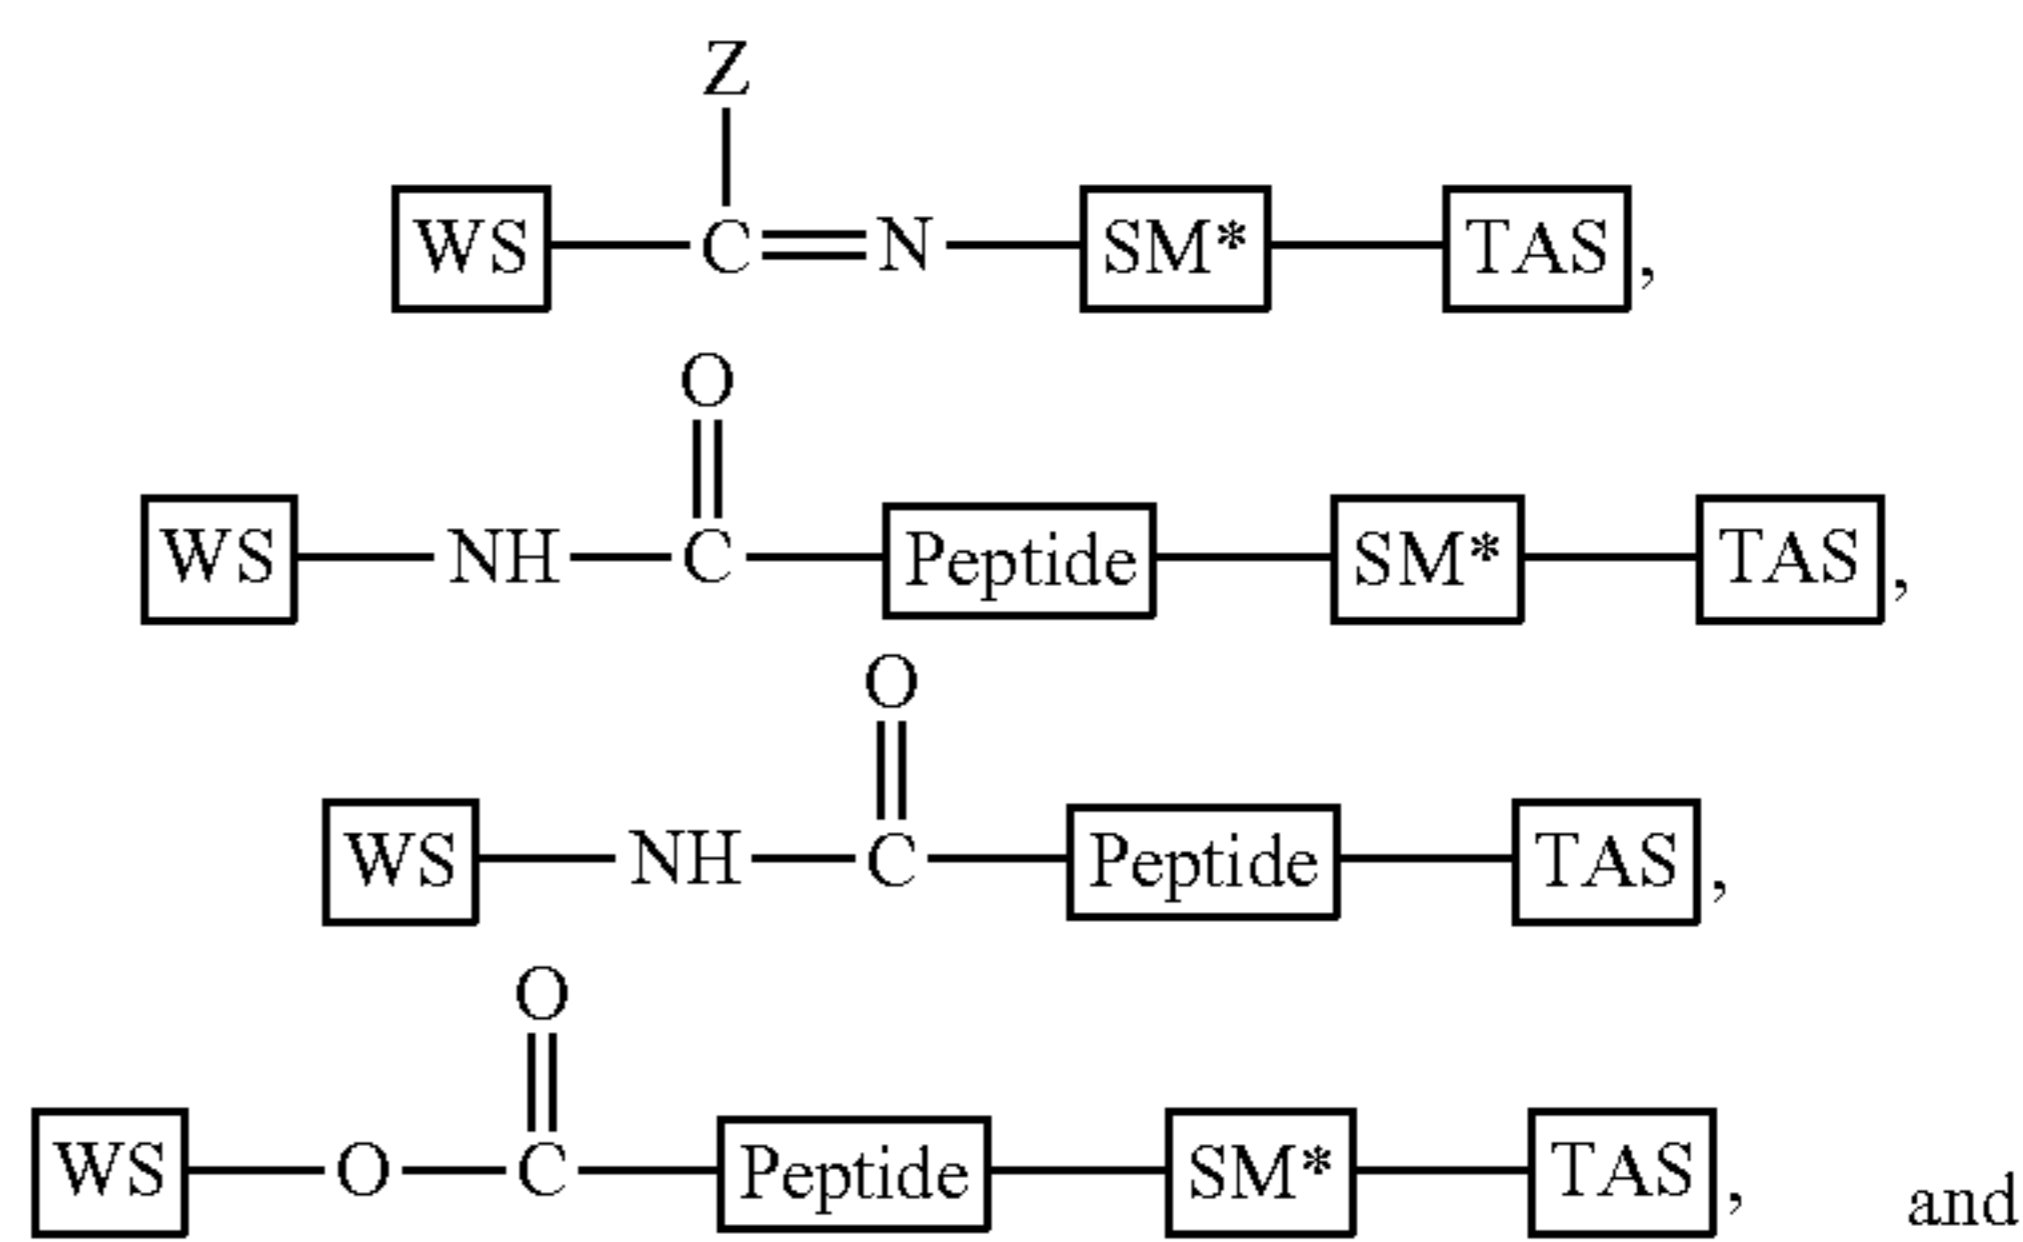 Z
WS C N SM* TAS,
O
WS NH C Peptide SM* TAS,
O
WS NH C Peptide TAS,
O
WS O C Peptide SM* TAS, and